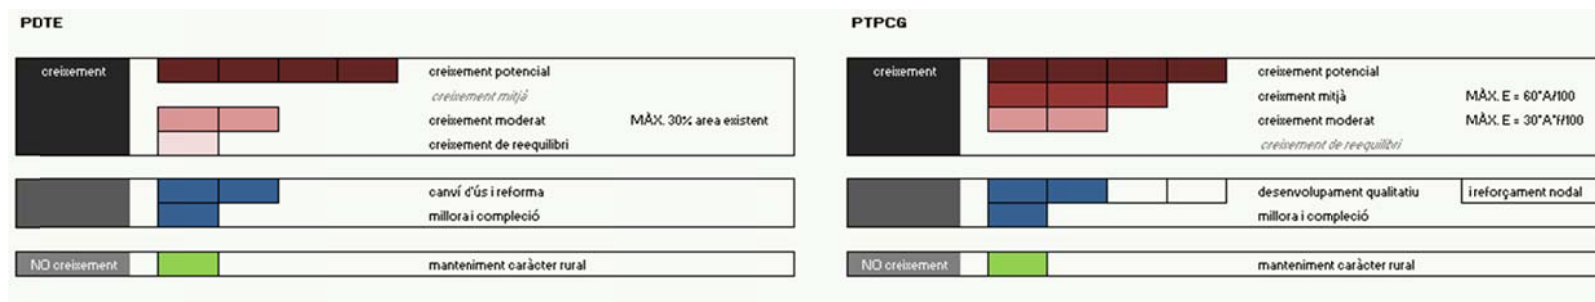 PDTE
creixement
creixement potencial
creixement mitjà
creixement moderat MÀX. 30% area existent
creixement de reequilibri
canví d'ús i reforma
millora i compleció
NO creixement
manteniment caràcter rural
PTPCG
creixement
creixement potencial
creixment mitjà MÀX. E = 60*A/100
creixement moderat MÀX. E = 30*A*f/100
creixement de reequilibri
desenvolupament qualitatiu i reforçament nodal
millora i compleció
NO creixement
manteniment caràcter rural